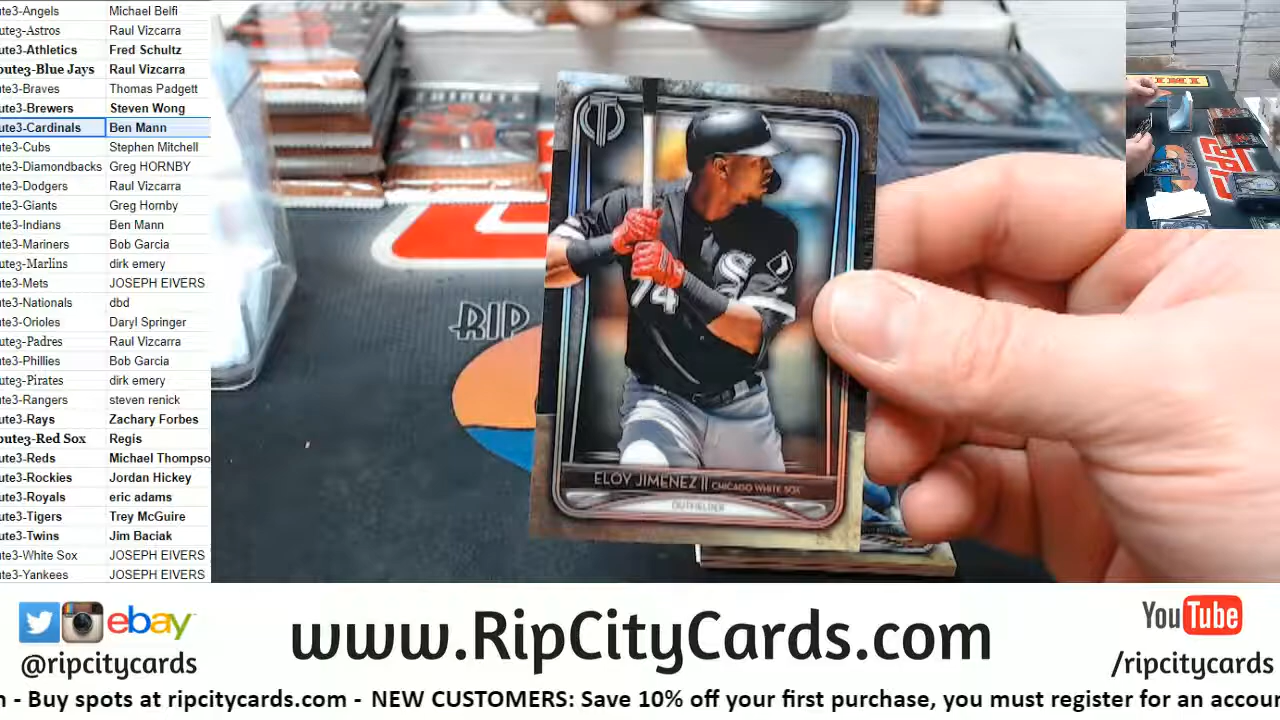 ute3-Angels Michael Belfi
ute3-Astros Raul Vizcarra
ute3-Athletics Fred Schultz
oute3-Blue Jays Raul Vizcarra
ute3-Braves Thomas Padgett
ute3-Brewers Steven Wong
ute3-Cardinals Ben Mann
ute3-Cubs Stephen Mitchell
ute3-Diamondbacks Greg HORNBY
ute3-Dodgers Raul Vizcarra
ute3-Giants Greg Hornby
ute3-Indians Ben Mann
ute3-Mariners Bob Garcia
ute3-Marlins dirk emery
ute3-Mets JOSEPH EIVERS
ute3-Nationals dbd
ute3-Orioles Daryl Springer
ute3-Padres Raul Vizcarra
ute3-Phillies Bob Garcia
ute3-Pirates dirk emery
ute3-Rangers steven renick
ute3-Rays Zachary Forbes
oute3-Red Sox Regis
ute3-Reds Michael Thompso
ute3-Rockies Jordan Hickey
ute3-Royals eric adams
ute3-Tigers Trey McGuire
ute3-Twins Jim Baciak
ute3-White Sox JOSEPH EIVERS
ute3-Yankees JOSEPH EIVERS
RIP
Sox
74
ELOY JIMENEZ || CHICAGO WHITE SOX
OUTFIELDER
ebay
@ripcitycards
www.RipCityCards.com
YouTube
/ripcitycards
n - Buy spots at ripcitycards.com - NEW CUSTOMERS: Save 10% off your first purchase, you must register for an accoun